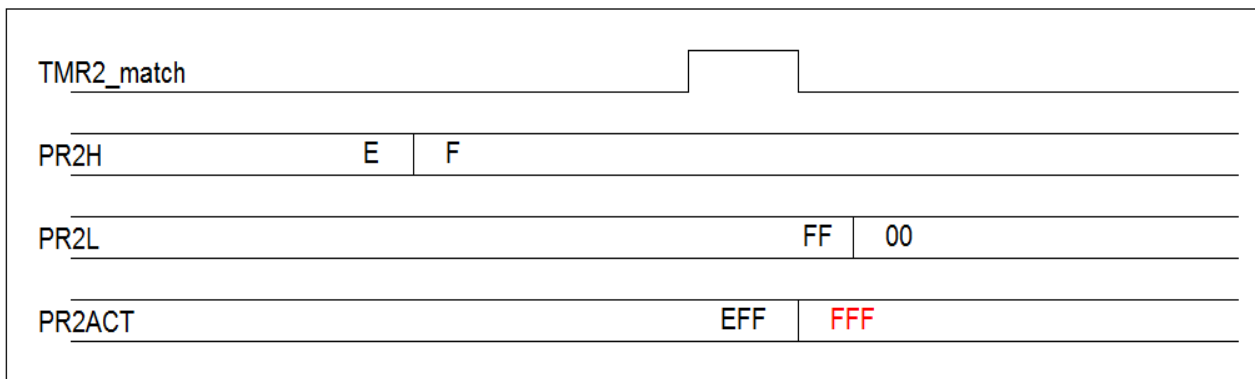 TMR2_match
PR2H E F
PR2L FF 00
PR2ACT EFF FFF